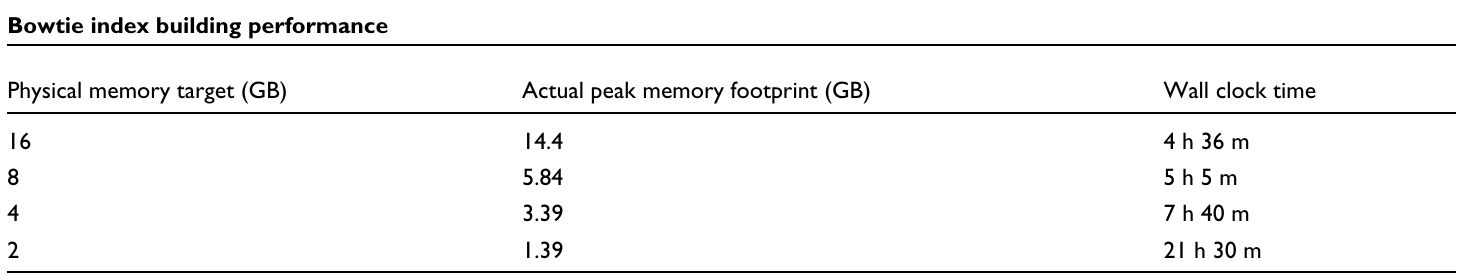 Bowtie index building performance
Physical memory target (GB) Actual peak memory footprint (GB) Wall clock time
16 14.4 4 h 36 m
8 5.84 5 h 5 m
4 3.39 7 h 40 m
2 1.39 21 h 30 m